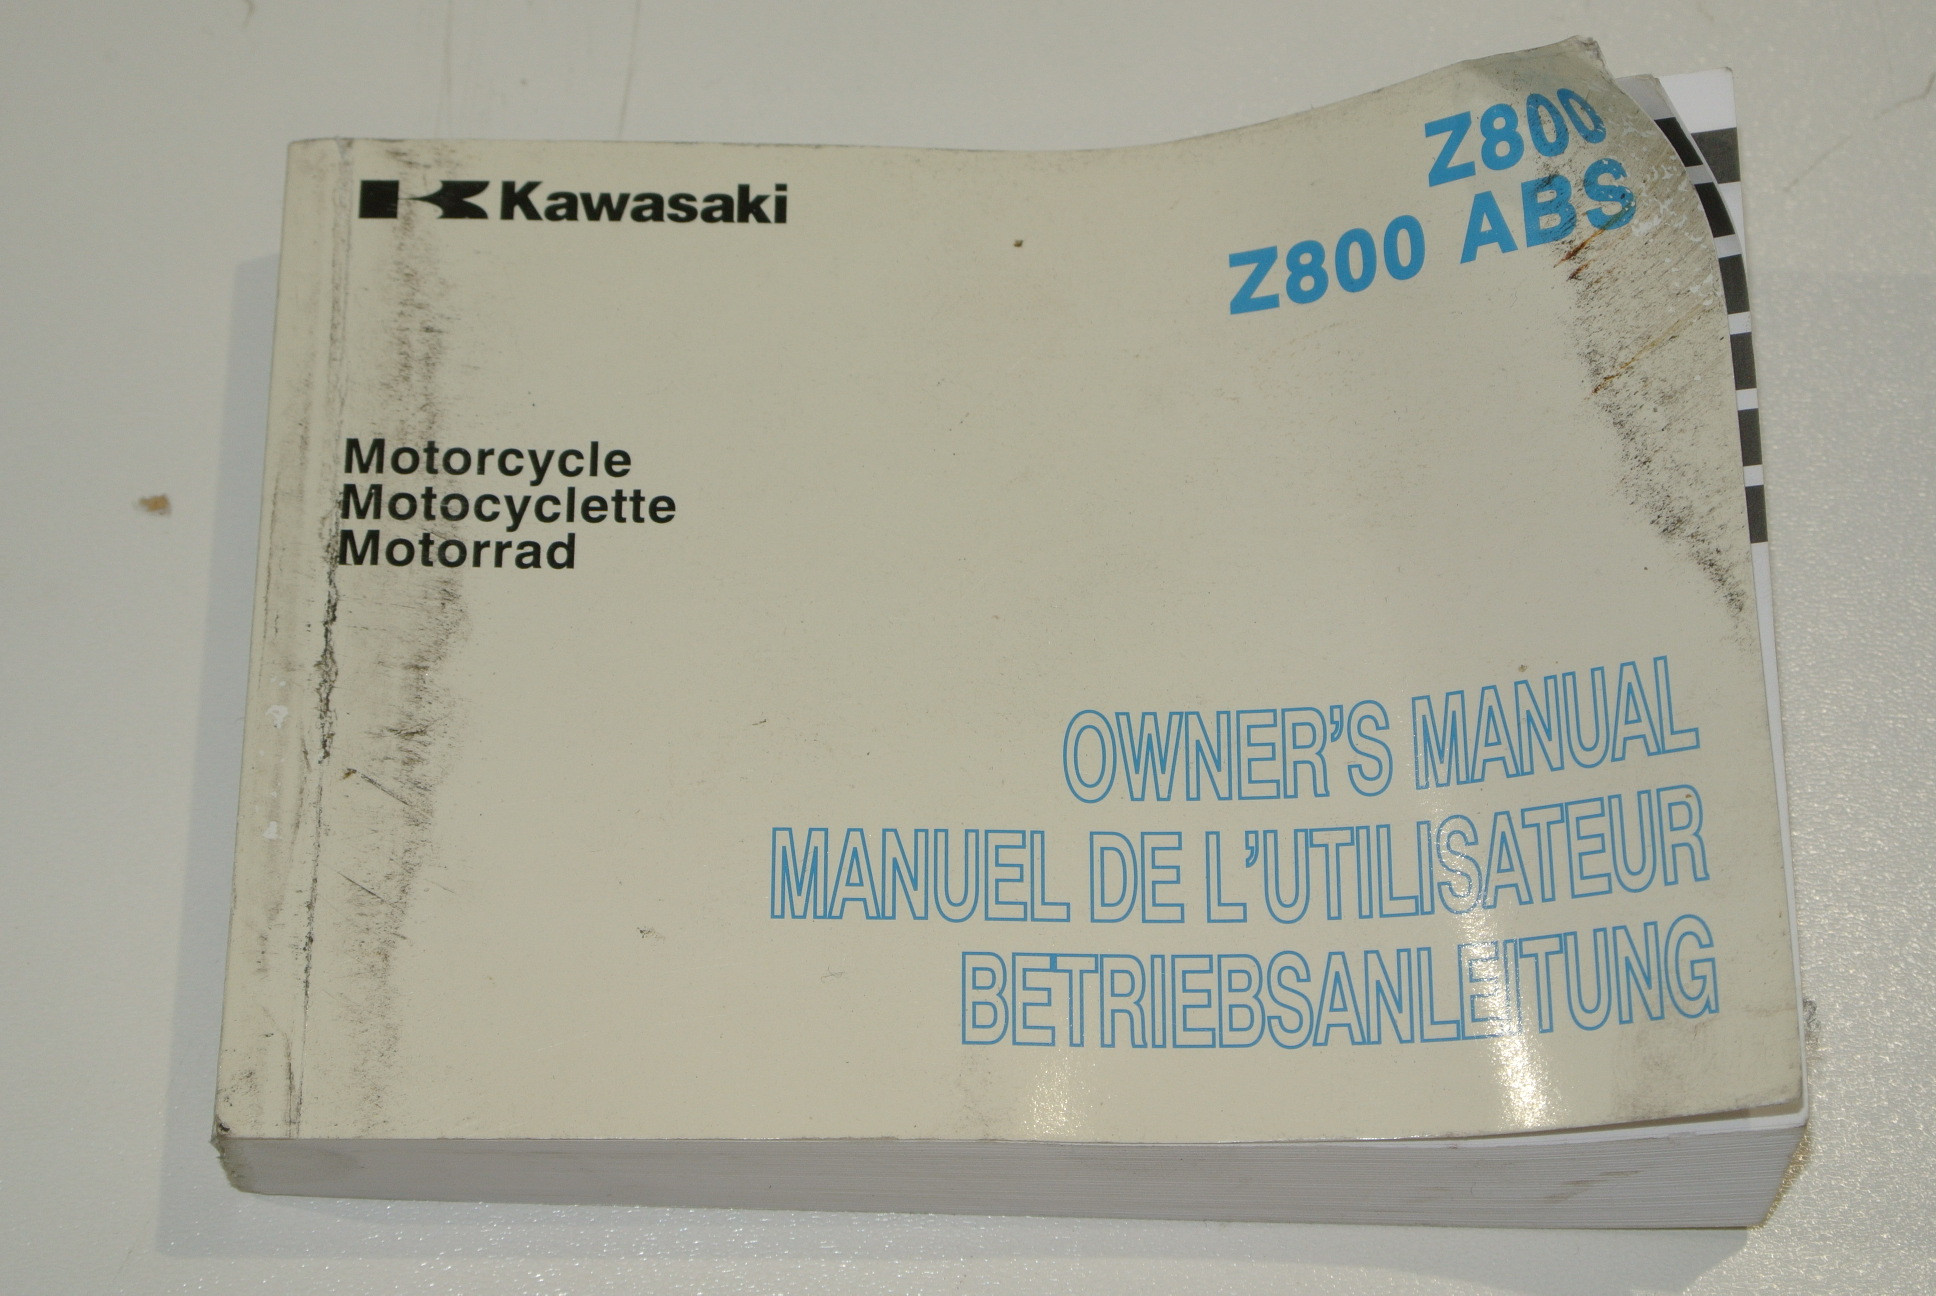 Kawasaki
Z800
Z800 ABS
Motorcycle
Motocyclette
Motorrad
OWNER'S MANUAL
MANUEL DE L'UTILISATEUR
BETRIEBSANLEITUNG